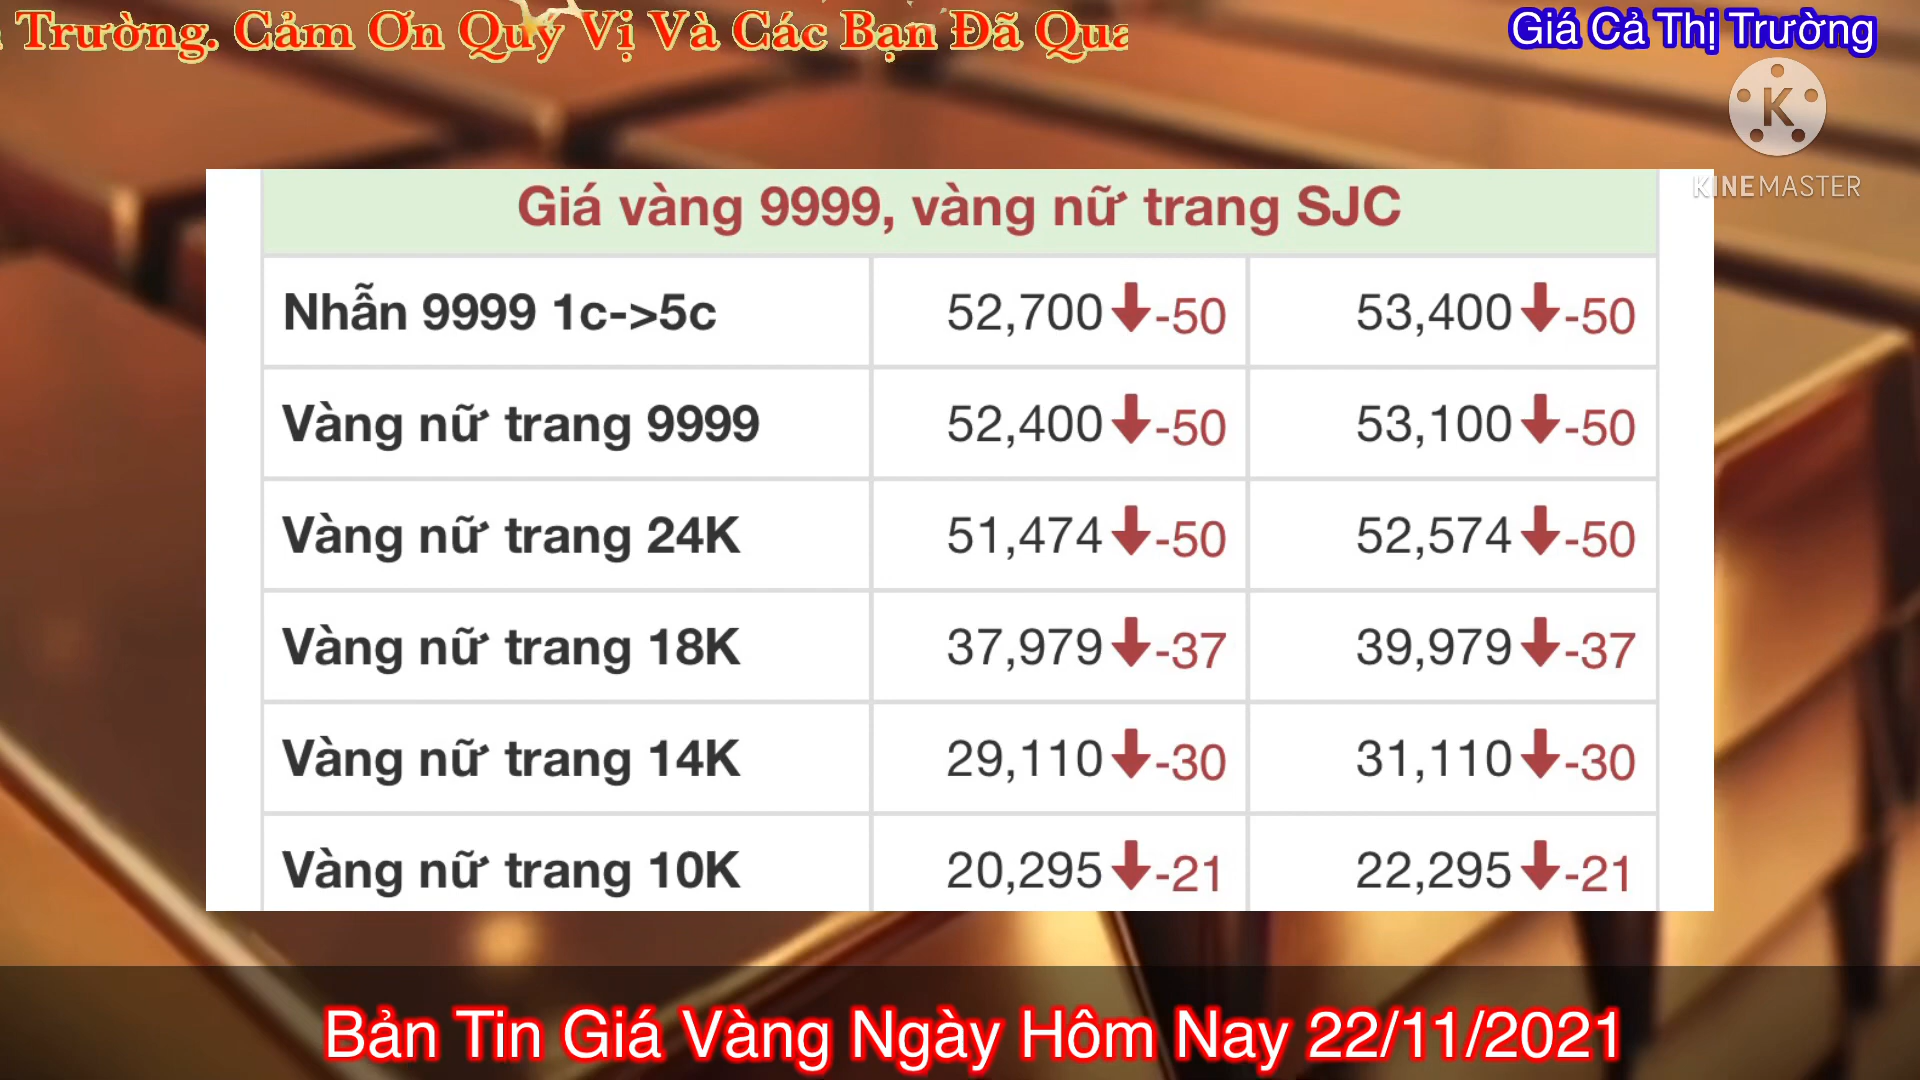 Trường. Cảm Ơn Quý Vị Và Các Bạn Đã
Giá Cả Thị Trường
K
KINEMASTER
Giá vàng 9999, vàng nữ trang SJC
Nhẫn 9999 1c->5c 52,700 -50 53,400 -50
Vàng nữ trang 9999 52,400 -50 53,100 -50
Vàng nữ trang 24K 51,474 -50 52,574 -50
Vàng nữ trang 18K 37,979 -37 39,979 -37
Vàng nữ trang 14K 29,110 -30 31,110 -30
Vàng nữ trang 10K 20,295 -21 22,295 -21
Bản Tin Giá Vàng Ngày Hôm Nay 22/11/2021